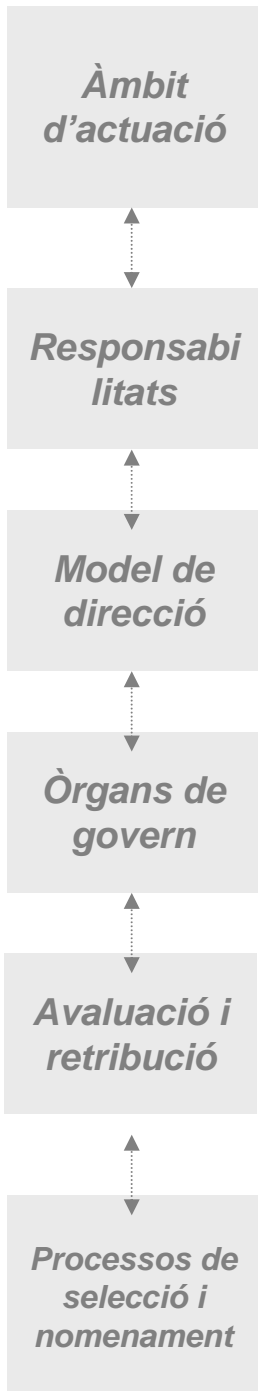 Àmbit
d’actuació
Responsabi
litats
Model de
direcció
Òrgans de
govern
Avaluació i
retribució
Processos de
selecció i
nomenament